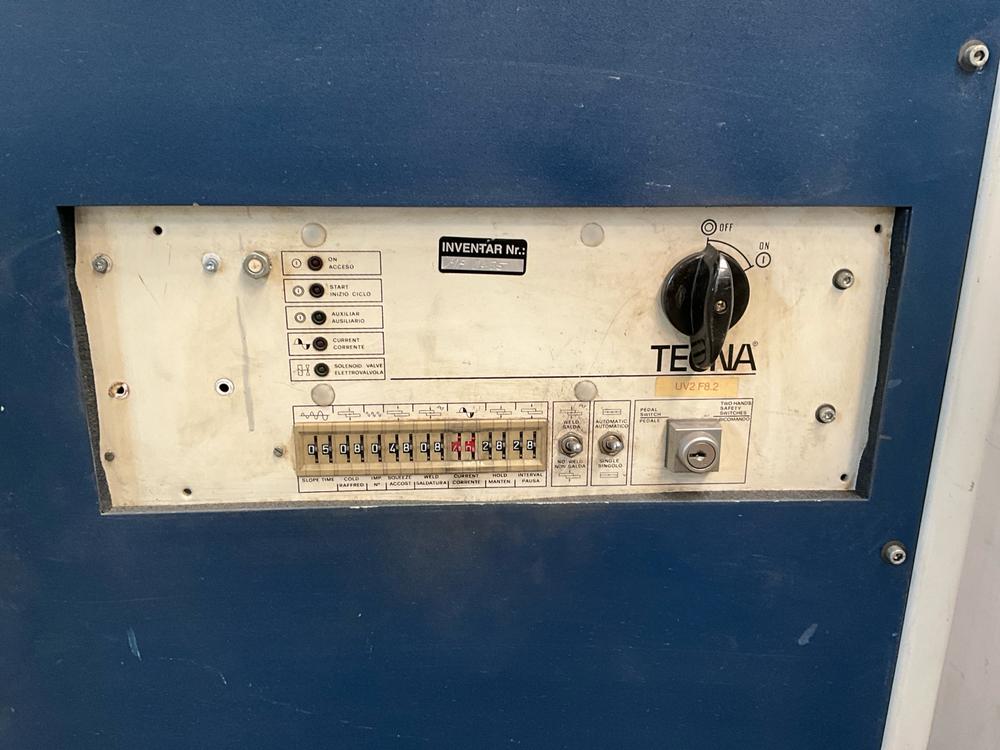 OFF
ON
INVENTAR Nr.:
ON
ACCESO
START
INIZIO CICLO
AUXILIAR
AUSILIARIO
CURRENT
CORRENTE
SOLENOID VALVE
ELETTROVALVOLA
TECNA®
UV2 F8.2
WELD
SALDA
NO WELD
NON SALDA
AUTOMATIC
AUTOMATICO
SINGLE
SINGOLO
PEDAL
SWITCH
PEDALE
TWO HANDS
SAFETY
SWITCHES
BICOMANDO
05 08 0 48 08 28 28
SLOPE TIME
COLD
RAFFRED
IMP.
N°
SQUEEZE
ACCOST
WELD
SALDATURA
CURRENT
CORRENTE
HOLD
MANTEN.
INTERVAL
PAUSA